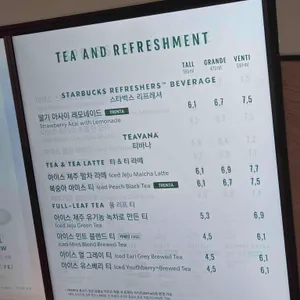 TEA AND REFRESHMENT
TALL GRANDE VENTI
STARBUCKS REFRESHERS™ BEVERAGE
스타벅스 리프레셔
딸기 아사이 레모네이드 TRENTA 6,1 6,7 7,5
Strawberry Acai with Lemonade
TEAVANA
티바나
TEA & TEA LATTE 티 & 티 라떼
아이스 제주 말차 라떼 Iced Jeju Malcha Latte 6,1 6,9 7,7
복숭아 아이스 티 Iced Peach Black Tea TRENTA 6,1 6,7 7,5
FULL-LEAF TEA 풀 리프 티
아이스 제주 유기농 녹차로 만든 티 5,3 6,9
Iced Jeju Green Tea
아이스 민트 블렌드 티 4,5 6,1
Iced Mint Blend Brewed Tea
아이스 얼 그레이 티 Iced Earl Grey Brewed Tea 4,5 6,1
아이스 유스베리 티 Iced Youthberry Brewed Tea 4,5 6,1